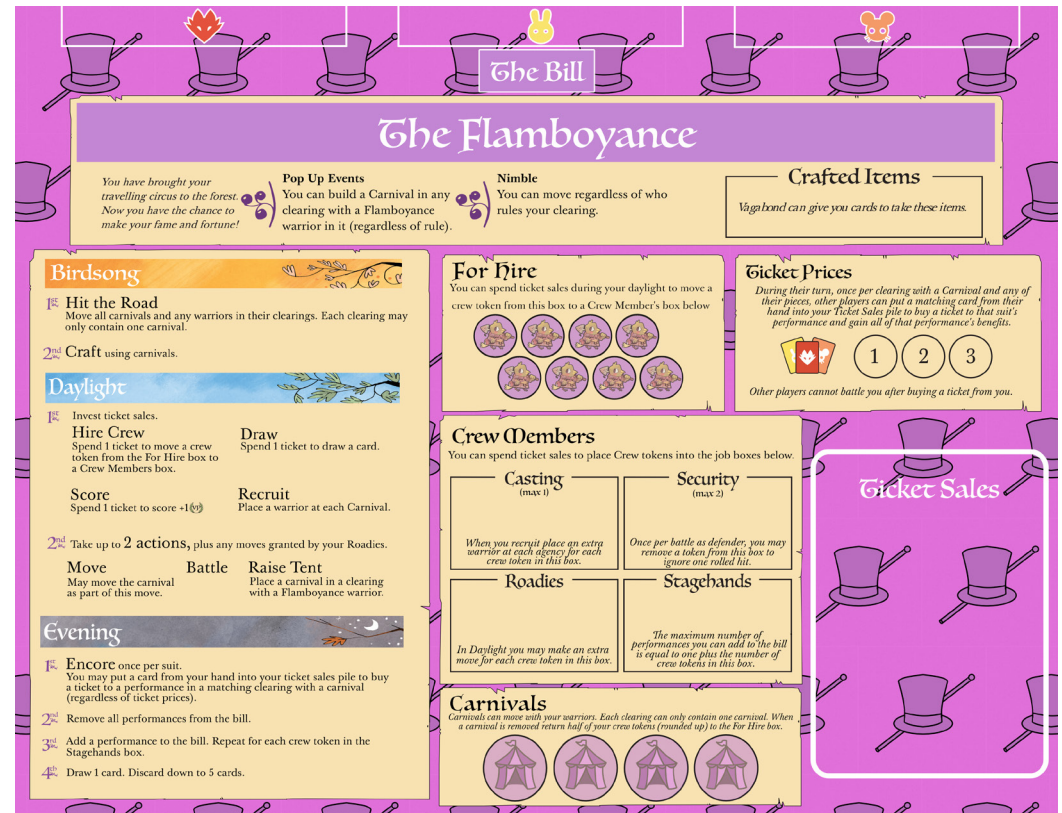 The Bill
The Flamboyance
You have brought your
travelling circus to the forest.
Now you have the chance to
make your fame and fortune!
Pop Up Events
You can build a Carnival in any
clearing with a Flamboyance
warrior in it (regardless of rule).
Nimble
You can move regardless of who
rules your clearing.
Crafted Items
Vagabond can give you cards to take these items.
Birdsong
1st Hit the Road
Move all carnivals and any warriors in their clearings. Each clearing may
only contain one carnival.
2nd Craft using carnivals.
Daylight
1st Invest ticket sales.
Hire Crew
Spend 1 ticket to move a crew
token from the For Hire box to
a Crew Members box.
Draw
Spend 1 ticket to draw a card.
Score
Spend 1 ticket to score +1 VP
Recruit
Place a warrior at each Carnival.
2nd Take up to 2 actions, plus any moves granted by your Roadies.
Move
May move the carnival
as part of this move.
Battle
Raise Tent
Place a carnival in a clearing
with a Flamboyance warrior.
Evening
1st Encore once per suit.
You may put a card from your hand into your ticket sales pile to buy
a ticket to a performance in a matching clearing with a carnival
(regardless of ticket prices).
2nd Remove all performances from the bill.
3rd Add a performance to the bill. Repeat for each crew token in the
Stagehands box.
4th Draw 1 card. Discard down to 5 cards.
For Hire
You can spend ticket sales during your daylight to move a
crew token from this box to a Crew Member's box below
Ticket Prices
During their turn, once per clearing with a Carnival and any of
their pieces, other players can put a matching card from their
hand into your Ticket Sales pile to buy a ticket to that suit's
performance and gain all of that performance's benefits.
1 2 3
Other players cannot battle you after buying a ticket from you.
Crew Members
You can spend ticket sales to place Crew tokens into the job boxes below.
Casting
(max 1)
When you recruit place an extra
warrior at each agency for each
crew token in this box.
Security
(max 2)
Once per battle as defender, you may
remove a token from this box to
ignore one rolled hit.
Roadies
In Daylight you may make an extra
move for each crew token in this box.
Stagehands
The maximum number of
performances you can add to the bill
is equal to one plus the number of
crew tokens in this box.
Carnivals
Carnivals can move with your warriors. Each clearing can only contain one carnival. When
a carnival is removed return half of your crew tokens (rounded up) to the For Hire box.
Ticket Sales